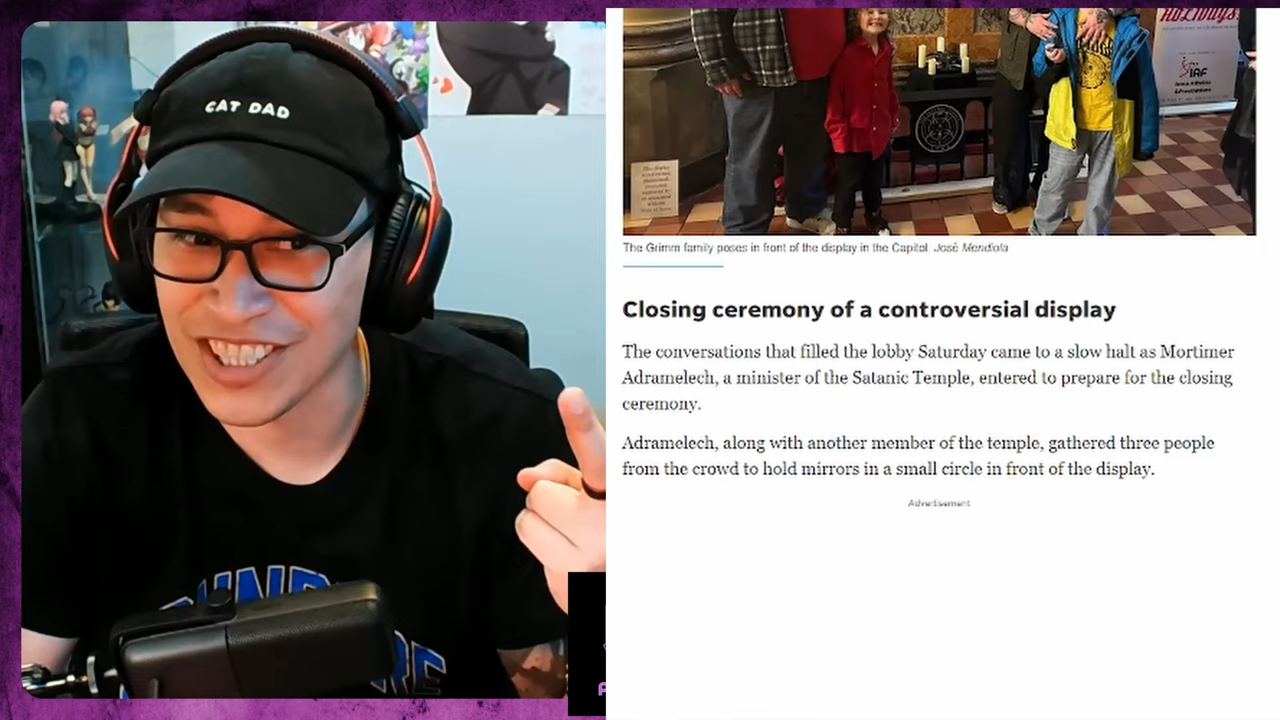 CAT DAD
The Grimm family poses in front of the display in the Capitol. José Mendiola
Closing ceremony of a controversial display
The conversations that filled the lobby Saturday came to a slow halt as Mortimer
Adramelech, a minister of the Satanic Temple, entered to prepare for the closing
ceremony.
Adramelech, along with another member of the temple, gathered three people
from the crowd to hold mirrors in a small circle in front of the display.
Advertisement